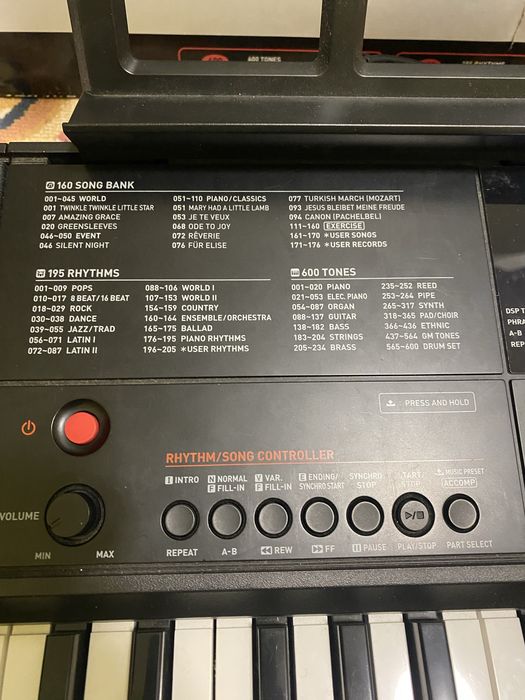 600 TONES
195 RHYTHMS
160 SONG BANK
001~045 WORLD
001 TWINKLE TWINKLE LITTLE STAR
007 AMAZING GRACE
020 GREENSLEEVES
046~050 EVENT
046 SILENT NIGHT
051~110 PIANO/CLASSICS
051 MARY HAD A LITTLE LAMB
053 JE TE VEUX
068 ODE TO JOY
072 RÊVERIE
076 FÜR ELISE
077 TURKISH MARCH (MOZART)
093 JESUS BLEIBET MEINE FREUDE
094 CANON (PACHELBEL)
111~160 EXERCISE
161~170 *USER SONGS
171~176 *USER RECORDS
195 RHYTHMS
001~009 POPS
010~017 8 BEAT/16 BEAT
018~029 ROCK
030~038 DANCE
039~055 JAZZ/TRAD
056~071 LATIN I
072~087 LATIN II
088~106 WORLD I
107~153 WORLD II
154~159 COUNTRY
160~164 ENSEMBLE/ORCHESTRA
165~175 BALLAD
176~195 PIANO RHYTHMS
196~205 *USER RHYTHMS
600 TONES
001~020 PIANO
021~053 ELEC. PIANO
054~087 ORGAN
088~137 GUITAR
138~182 BASS
183~204 STRINGS
205~234 BRASS
235~252 REED
253~264 PIPE
265~317 SYNTH
318~365 PAD/CHOIR
366~436 ETHNIC
437~564 GM TONES
565~600 DRUM SET
DSP T
PHRA
A-B
REP
PRESS AND HOLD
RHYTHM/SONG CONTROLLER
I INTRO
N NORMAL
F FILL-IN
V VAR.
F FILL-IN
E ENDING/
SYNCHRO START
SYNCHRO
STOP
START/
STOP
MUSIC PRESET
ACCOMP
VOLUME
MIN
MAX
REPEAT
A-B
REW
FF
PAUSE
PLAY/STOP
PART SELECT